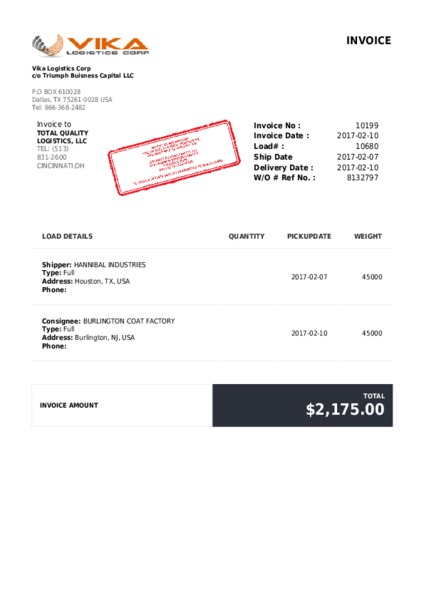 VIKA
LOGISTICS CORP
INVOICE
Vika Logistics Corp
c/o Triumph Buisness Capital LLC
P.O BOX 610028
Dallas, TX 75261-0028 USA
Tel: 866-368-2482
Invoice to
TOTAL QUALITY
LOGISTICS, LLC
TEL: (513)
831-2600
CINCINNATI,OH
Invoice No : 10199
Invoice Date : 2017-02-10
Load# : 10680
Ship Date 2017-02-07
Delivery Date : 2017-02-10
W/O # Ref No. : 8132797
LOAD DETAILS QUANTITY PICKUPDATE WEIGHT
Shipper: HANNIBAL INDUSTRIES
Type: Full
Address: Houston, TX, USA
Phone:
2017-02-07 45000
Consignee: BURLINGTON COAT FACTORY
Type: Full
Address: Burlington, NJ, USA
Phone:
2017-02-10 45000
INVOICE AMOUNT
TOTAL
$2,175.00